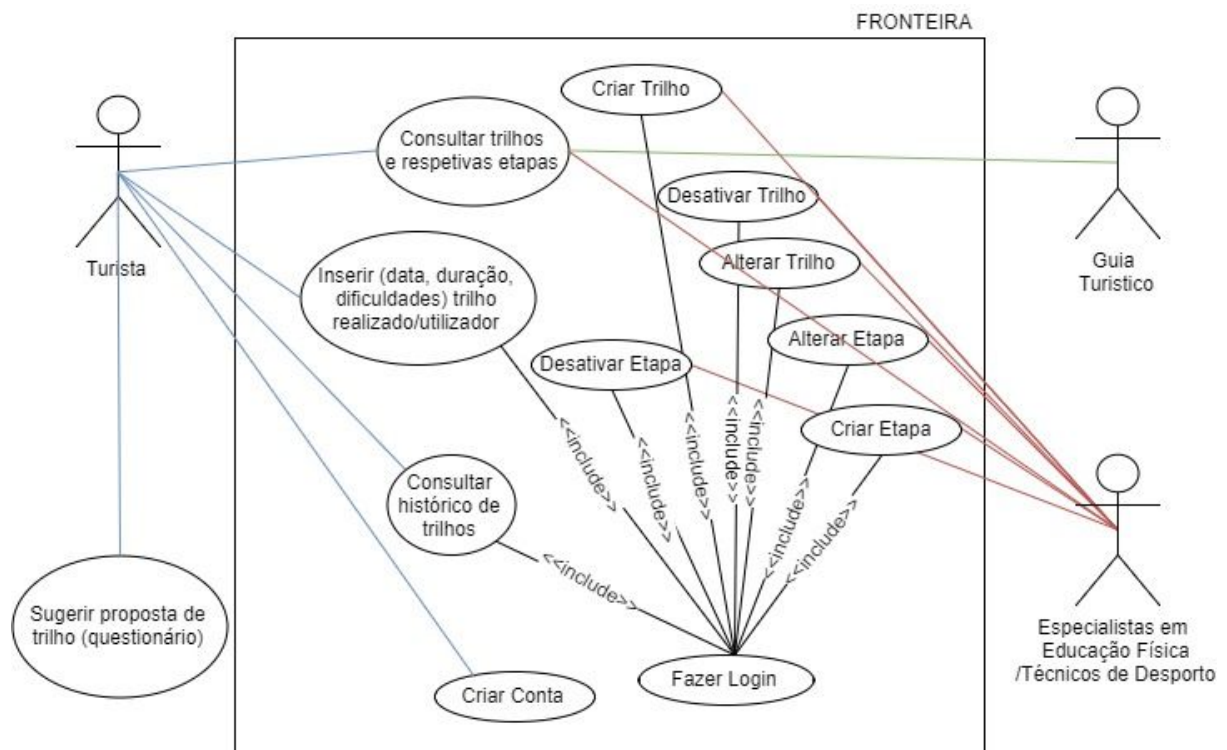 FRONTEIRA
Criar Trilho
Consultar trilhos
e respetivas etapas
Desativar Trilho
Turista
Guia
Turistico
Alterar Trilho
Inserir (data, duração,
dificuldades) trilho
realizado/utilizador
Alterar Etapa
Desativar Etapa
Criar Etapa
<<include>>
<<include>>
<<include>>
<<include>>
<<include>>
<<include>>
<<include>>
<<include>>
Consultar
histórico de
trilhos
Sugerir proposta de
trilho (questionário)
Especialistas em
Educação Física
/Técnicos de Desporto
Fazer Login
Criar Conta